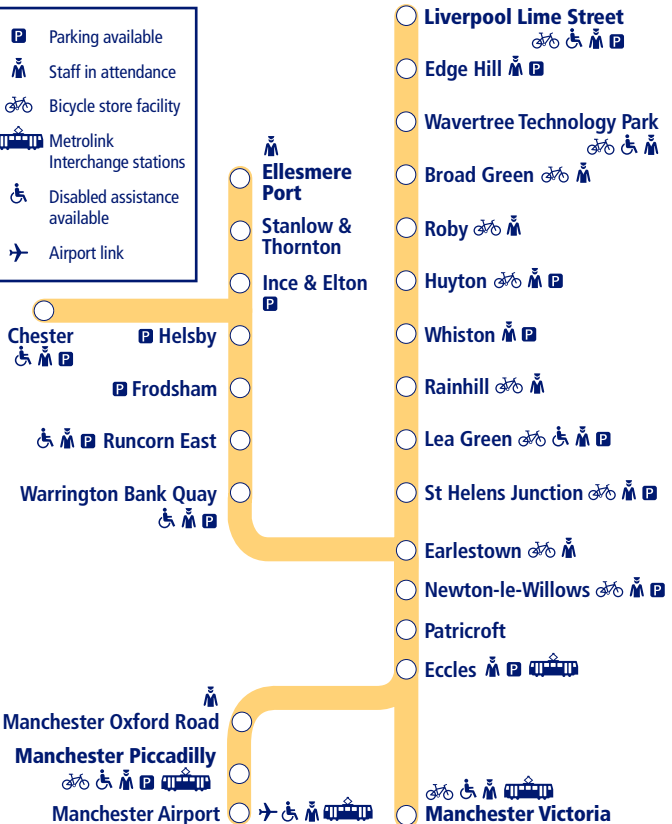 P Parking available
Staff in attendance
Bicycle store facility
Metrolink
Interchange stations
Disabled assistance
available
Airport link
Liverpool Lime Street
P
Edge Hill P
Wavertree Technology Park
Broad Green
Roby
Huyton P
Whiston P
Rainhill
Lea Green P
St Helens Junction P
Earlestown
Newton-le-Willows P
Patricroft
Eccles P
Manchester Victoria
Ellesmere
Port
Stanlow &
Thornton
Ince & Elton
P
Chester
P
P Helsby
P Frodsham
P Runcorn East
Warrington Bank Quay
P
Manchester Oxford Road
Manchester Piccadilly
P
Manchester Airport